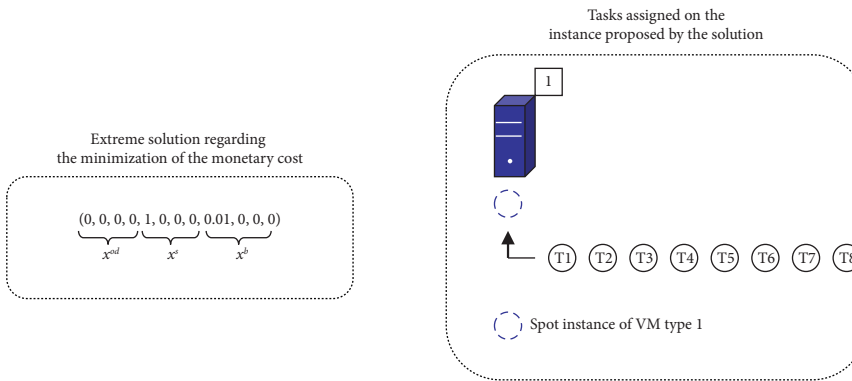 Extreme solution regarding
the minimization of the monetary cost
(0, 0, 0, 0, 1, 0, 0, 0, 0.01, 0, 0, 0)
x^od x^s x^b
Tasks assigned on the
instance proposed by the solution
1
T1 T2 T3 T4 T5 T6 T7 T8
Spot instance of VM type 1